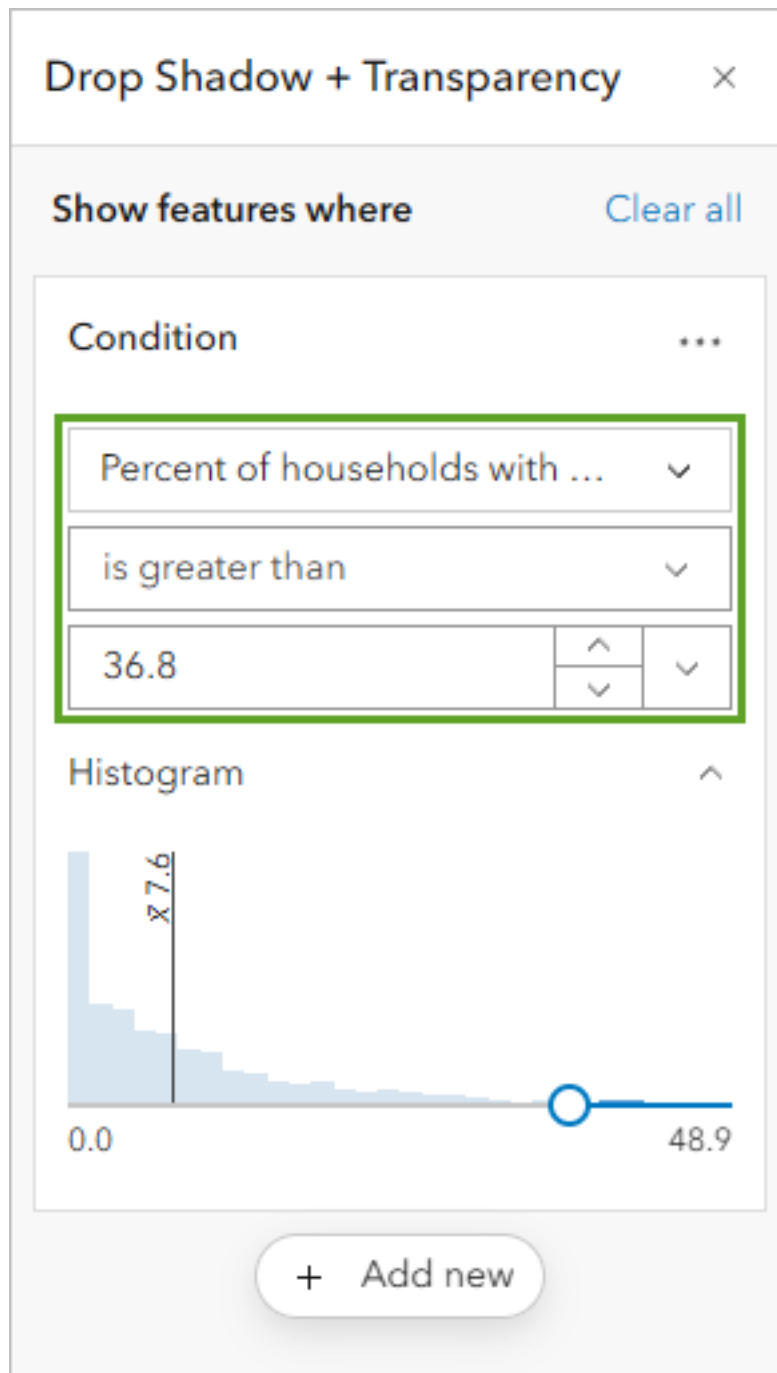 Drop Shadow + Transparency
Show features where
Clear all
Condition
Percent of households with ...
is greater than
36.8
Histogram
x̅ 7.6
0.0
48.9
+ Add new